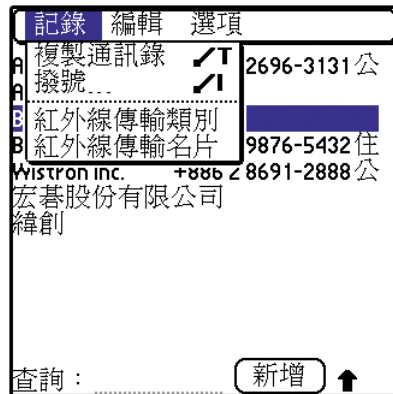 記錄 編輯 選項
複製通訊錄 ⟋T
撥號... ⟋I
紅外線傳輸類別
紅外線傳輸名片
A 2696-3131公
A
B
B 9876-5432住
Wistron Inc. +886 2 8691-2888公
宏碁股份有限公司
緯創
查詢：
新增